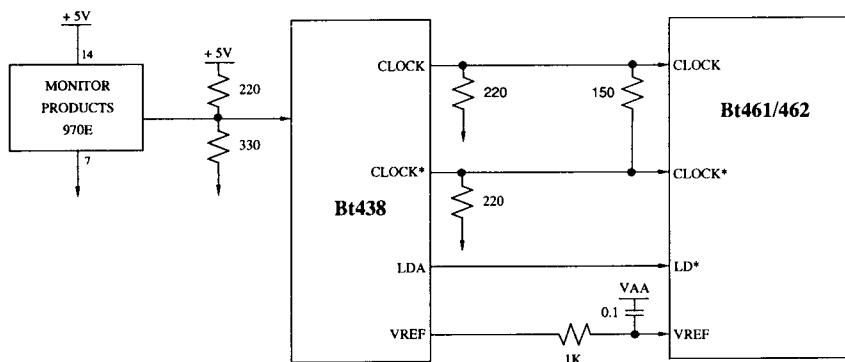 + 5V
14
MONITOR
PRODUCTS
970E
7
+ 5V
220
330
Bt438
CLOCK
CLOCK*
LDA
VREF
220
220
150
1K
0.1
VAA
Bt461/462
CLOCK
CLOCK*
LD*
VREF